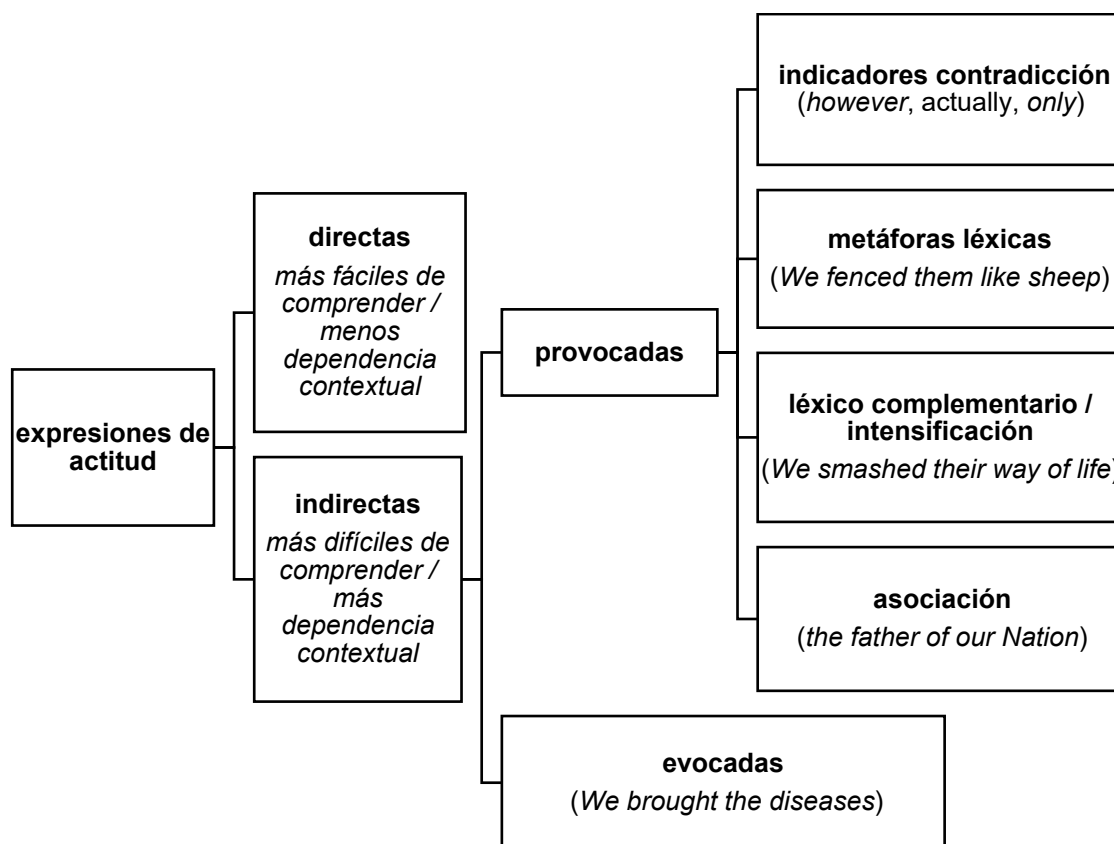 expresiones de
actitud
directas
más fáciles de
comprender /
menos
dependencia
contextual
indirectas
más difíciles de
comprender /
más
dependencia
contextual
provocadas
indicadores contradicción
(however, actually, only)
metáforas léxicas
(We fenced them like sheep)
léxico complementario /
intensificación
(We smashed their way of life)
asociación
(the father of our Nation)
evocadas
(We brought the diseases)